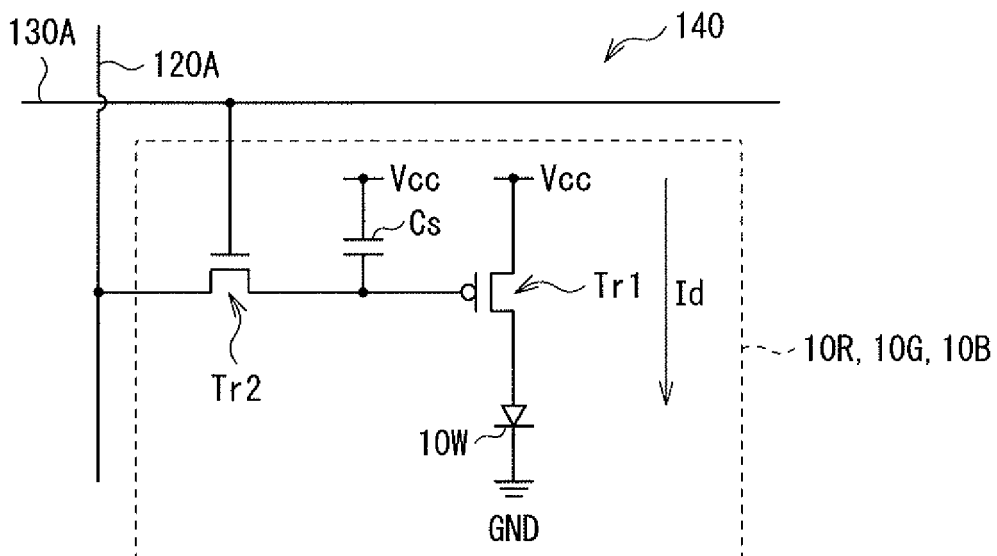 130A
120A
140
Vcc
Vcc
Cs
Tr1
Id
10R, 10G, 10B
Tr2
10W
GND